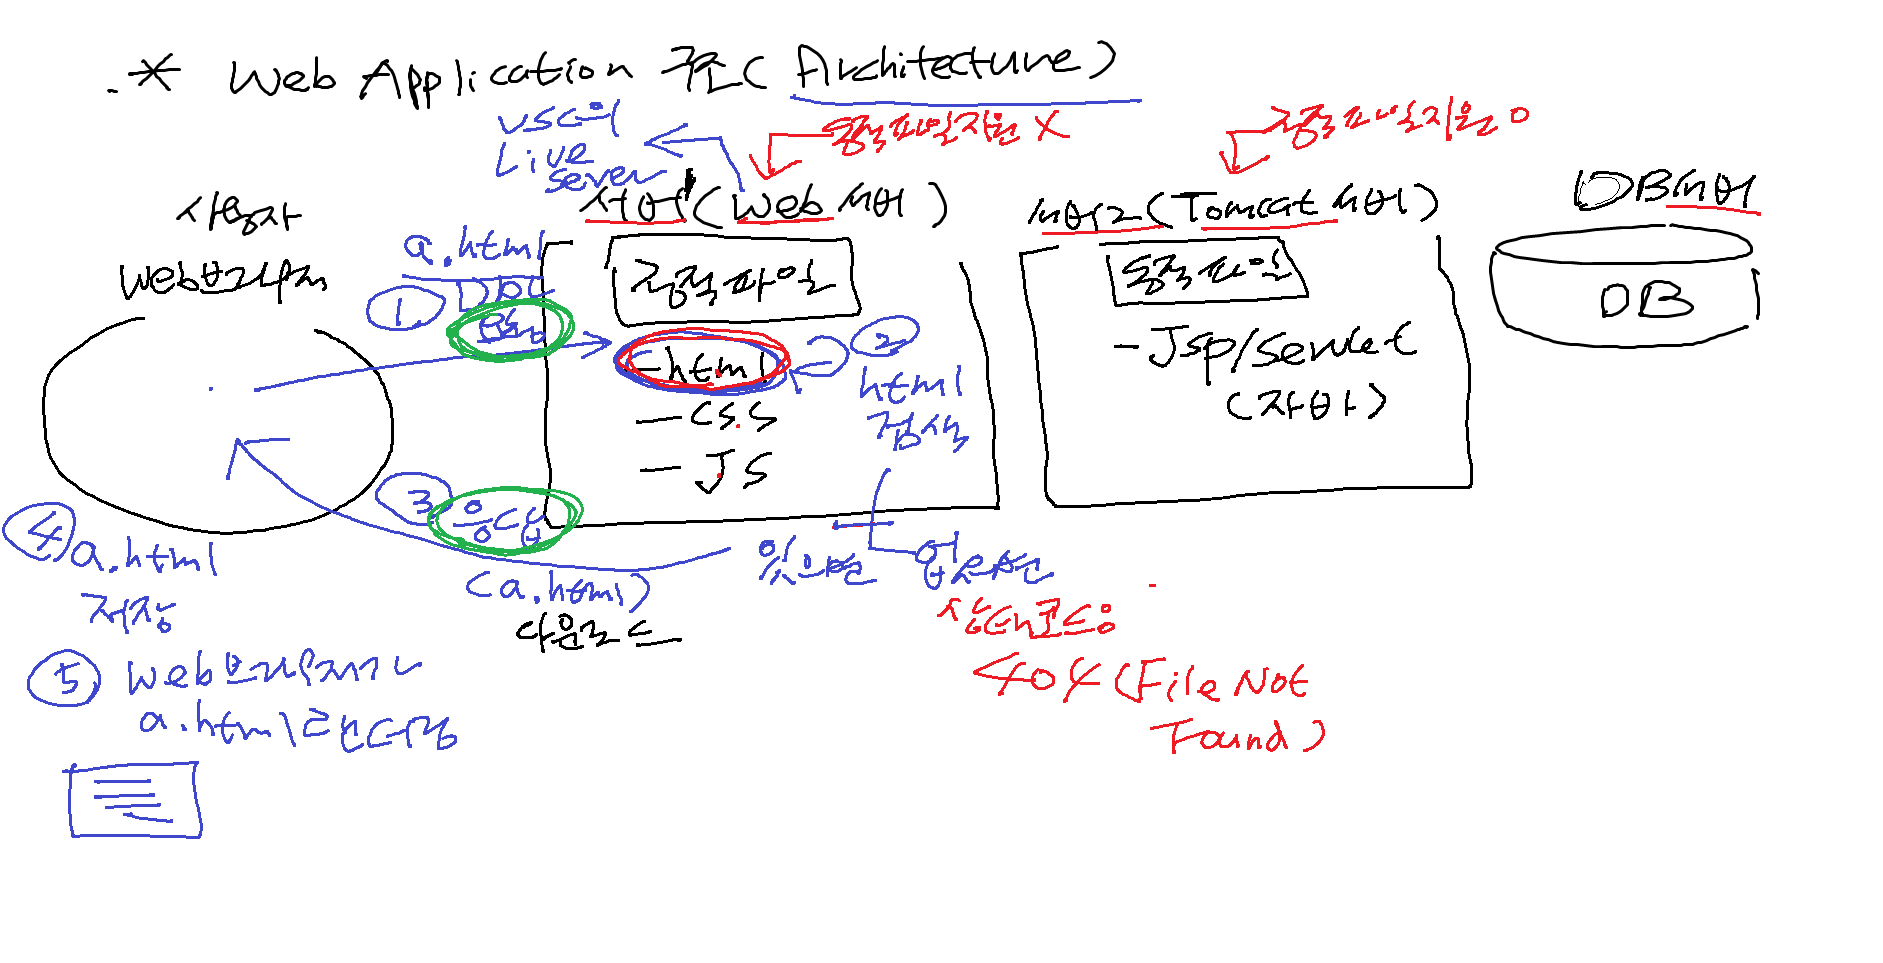 * Web Application 구조 (Architecture)
VSC의
Live
server
동적파일지원 X
정적파일지원 O
사용자
Web브라우져
서버1 (Web 서버)
서버2 (Tomcat 서버)
DB서버
a.html
1
요청
정적파일
- html
- CSS
- JS
2
html
검색
동적파일
- Jsp/Servlet
(자바)
DB
3
응답
(a.html)
다운로드
있으면
없으면
상태코드
404 (File Not
Found)
4
a.html
저장
5
Web브라우져가
a.html 랜더링